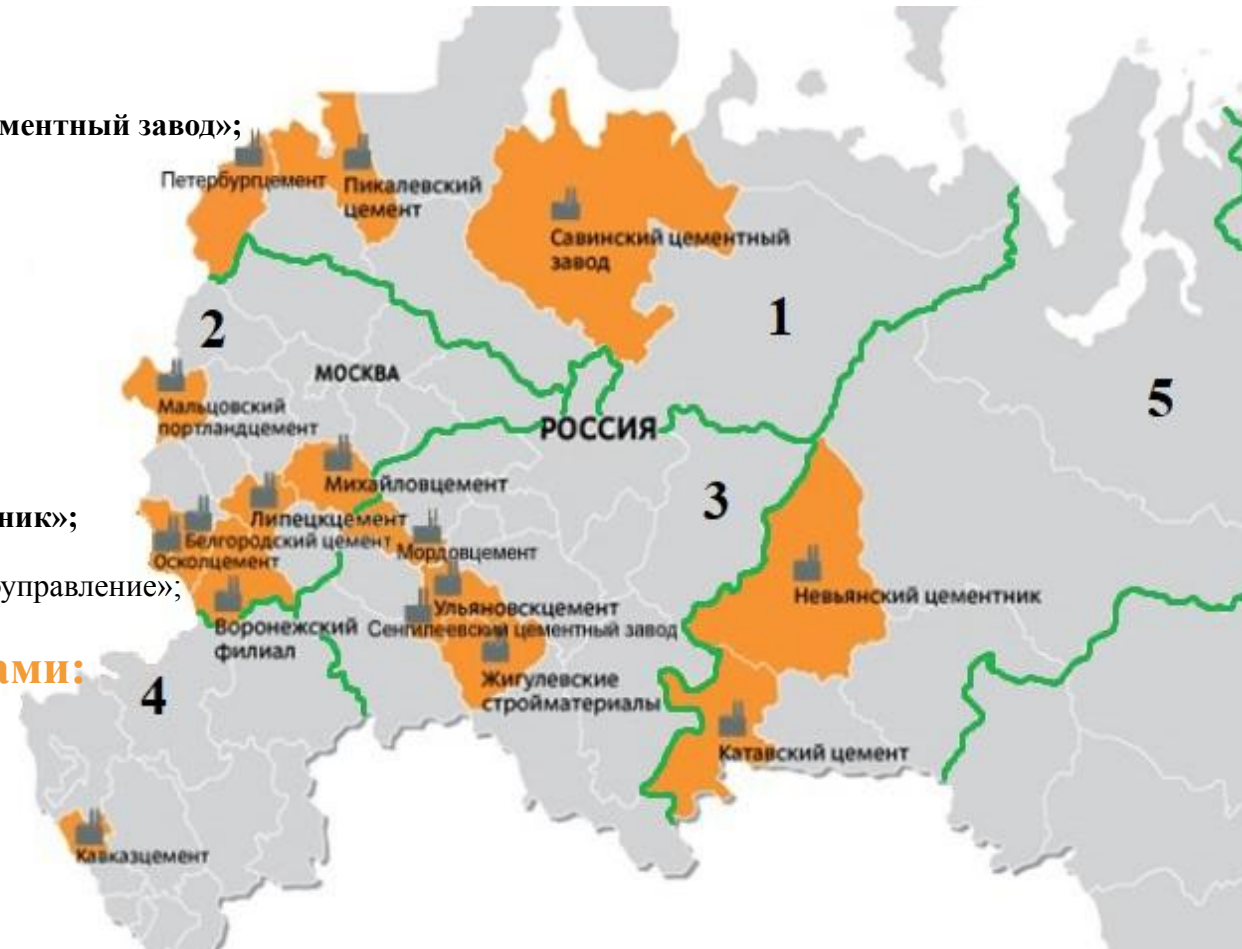 ментный завод»;
Петербургцемент
Пикалевский
цемент
Савинский цементный
завод
1
2
МОСКВА
5
Мальцовский
портландцемент
РОССИЯ
Михайловцемент
3
ник»;
Липецкцемент
Белгородский цемент
Мордовцемент
Осколцемент
управление»;
Невьянский цементник
Ульяновскцемент
Воронежский
филиал
Сенгилеевский цементный завод
ами:
4
Жигулевские
стройматериалы
Катавский цемент
Кавказцемент